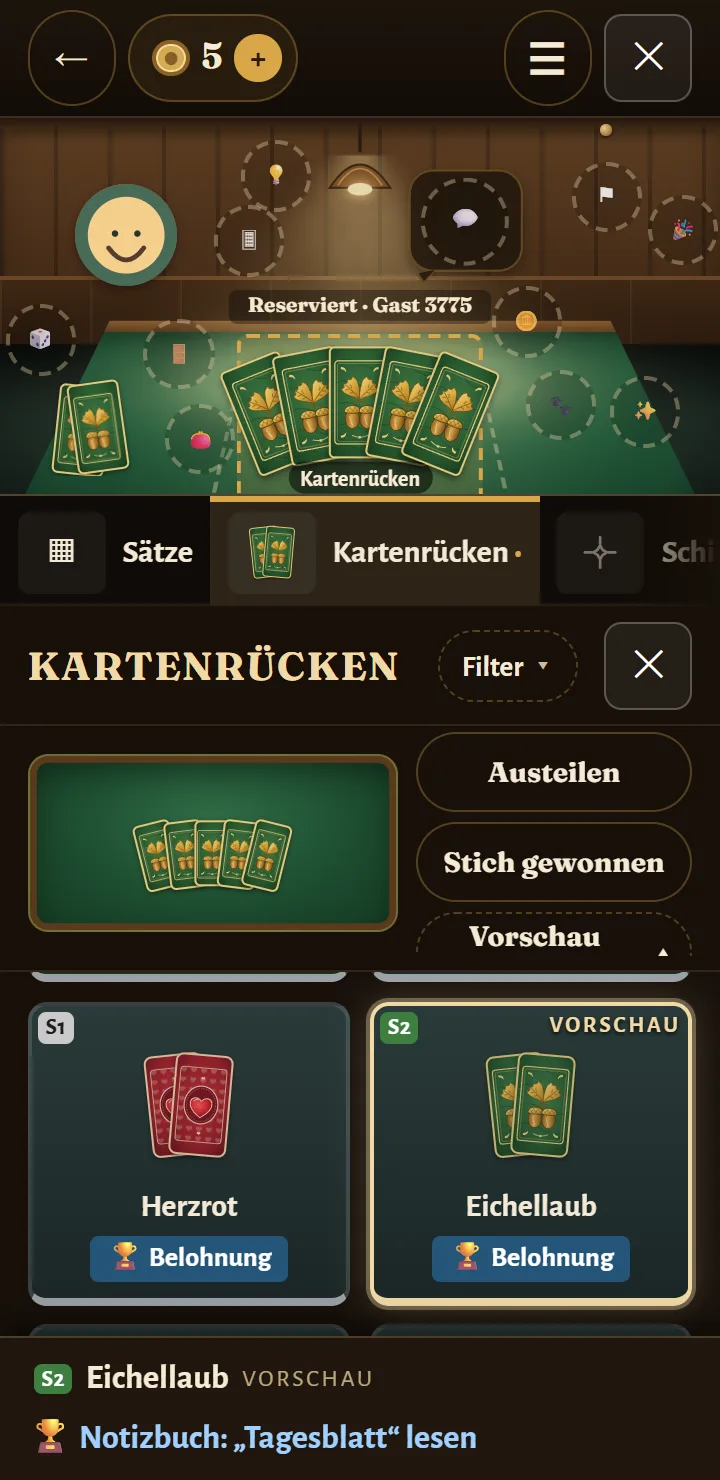 5 +
Reserviert · Gast 3775
Kartenrücken
Sätze
Kartenrücken
Schi
KARTENRÜCKEN
Filter
Austeilen
Stich gewonnen
Vorschau
S1
S2
VORSCHAU
Herzrot
Eichellaub
Belohnung
Belohnung
S2 Eichellaub VORSCHAU
Notizbuch: „Tagesblatt“ lesen